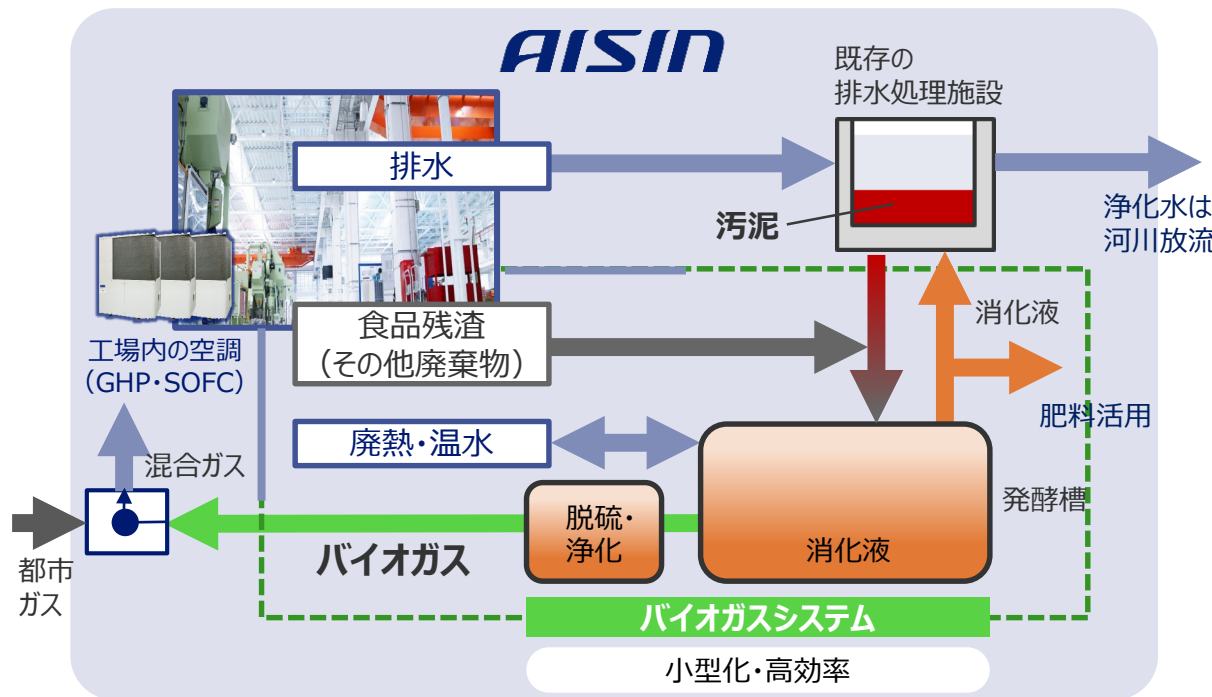 AISIN
既存の
排水処理施設
排水
汚泥
浄化水は
河川放流
食品残渣
（その他廃棄物）
消化液
工場内の空調
（GHP・SOFC）
肥料活用
廃熱・温水
混合ガス
発酵槽
脱硫・
浄化
消化液
バイオガス
都市
ガス
バイオガスシステム
小型化・高効率